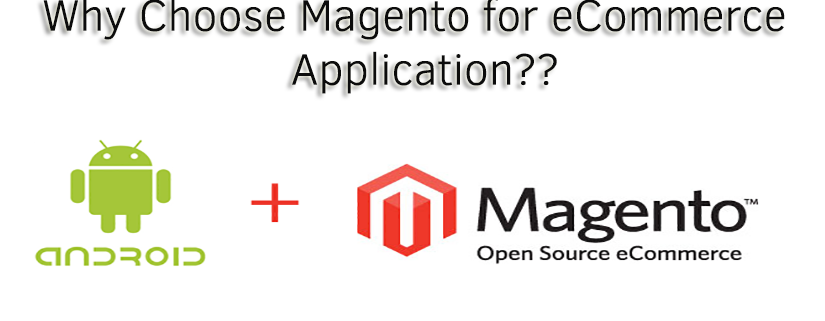 Why Choose Magento for eCommerce
Application??
ANDROID
+
Magento™
Open Source eCommerce